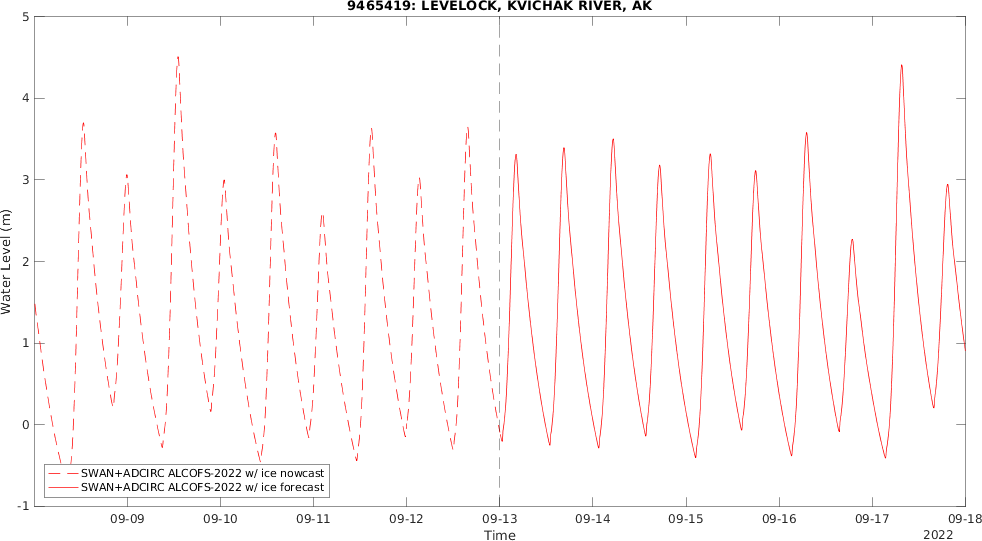 9465419: LEVELOCK, KVICHAK RIVER, AK
5
4
3
2
1
0
-1
Water Level (m)
SWAN+ADCIRC ALCOFS-2022 w/ ice nowcast
SWAN+ADCIRC ALCOFS-2022 w/ ice forecast
09-09 09-10 09-11 09-12 09-13 09-14 09-15 09-16 09-17 09-18
Time
2022